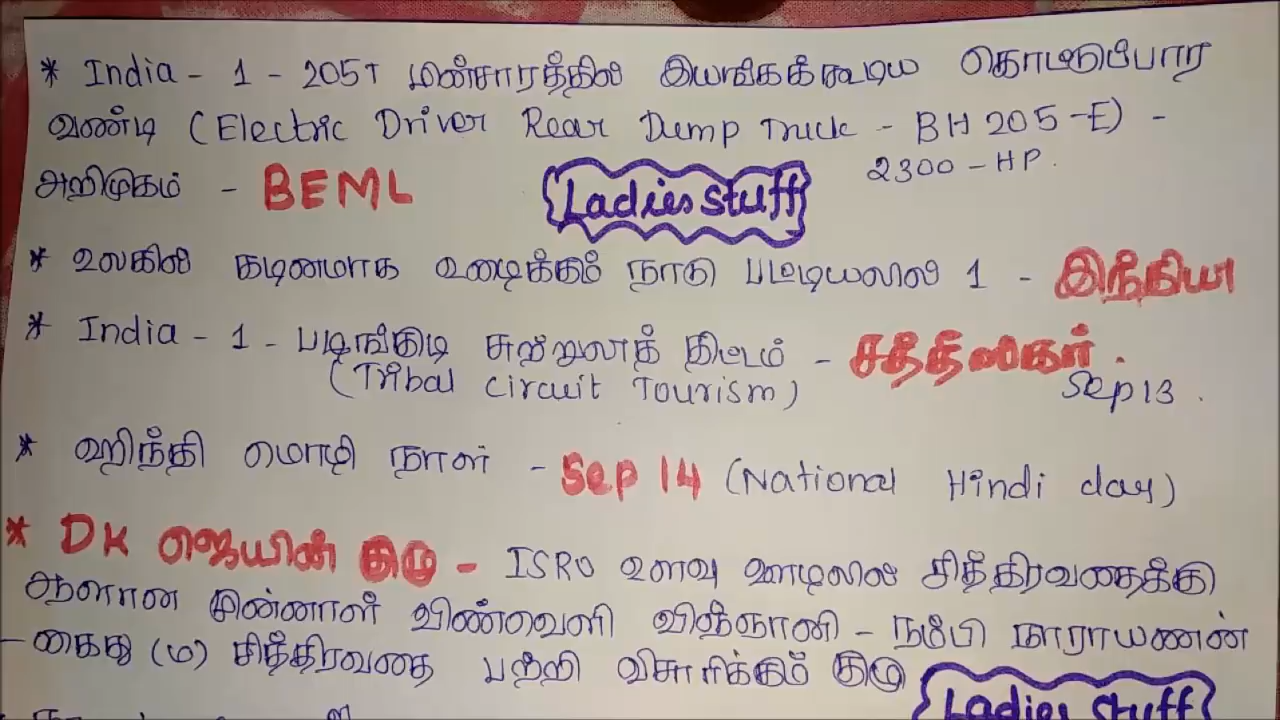 * India - 1 - 205T மின்சாரத்தில் இயங்கக்கூடிய தொட்டுபோர
வண்டி (Electric Driver Rear Dump Truck - BH 205-E) -
2300 - HP.
அறிமுகம் - BEML
Ladies stuff
* உலகில் கடினமாக உழைக்கும் நாடு பட்டியலில் 1 - இந்தியா
* India - 1 - பழங்குடி சுற்றுலாத் திட்டம் - சத்தீஸ்கர்.
(Tribal Circuit Tourism)
Sep 13.
* ஹிந்தி மொழி நாள் - Sep 14 (National Hindi day)
* DK ஜெயின் குழு - ISRO உளவு ஊழலில் சித்திரவதைக்கு
ஆளான முன்னாள் விண்வெளி விஞ்ஞானி - நம்பி நாராயணன்
- கைது (ம) சித்திரவதை பற்றி விசாரிக்கும் குழு
Ladies stuff